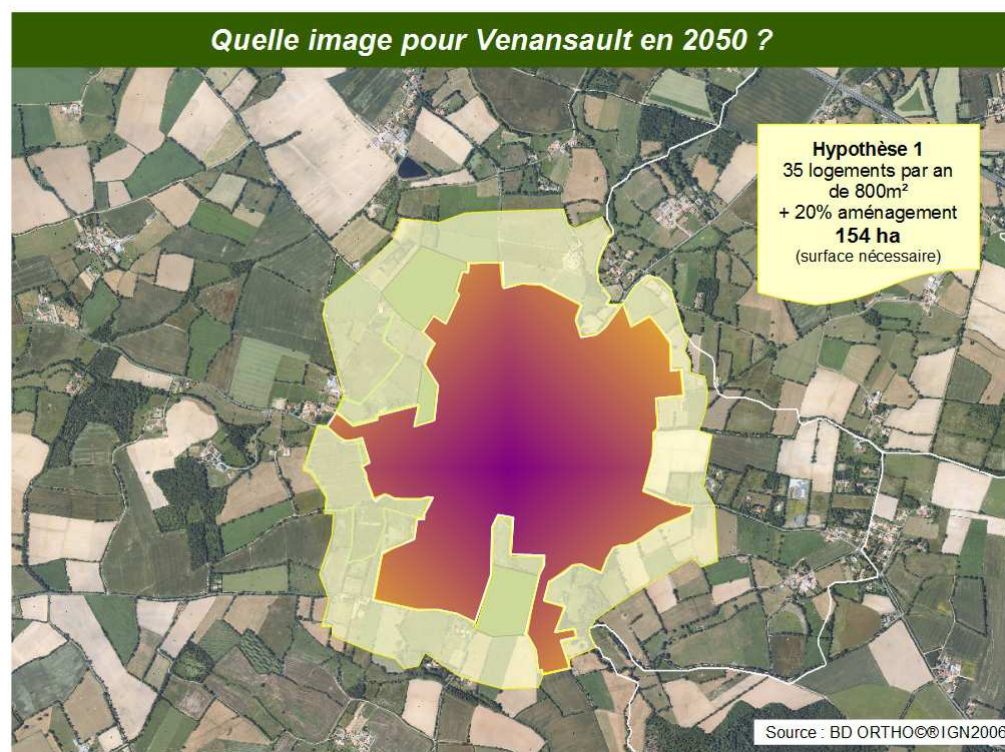 Quelle image pour Venansault en 2050 ?
Hypothèse 1
35 logements par an
de 800m²
+ 20% aménagement
154 ha
(surface nécessaire)
Source : BD ORTHO©®IGN2006